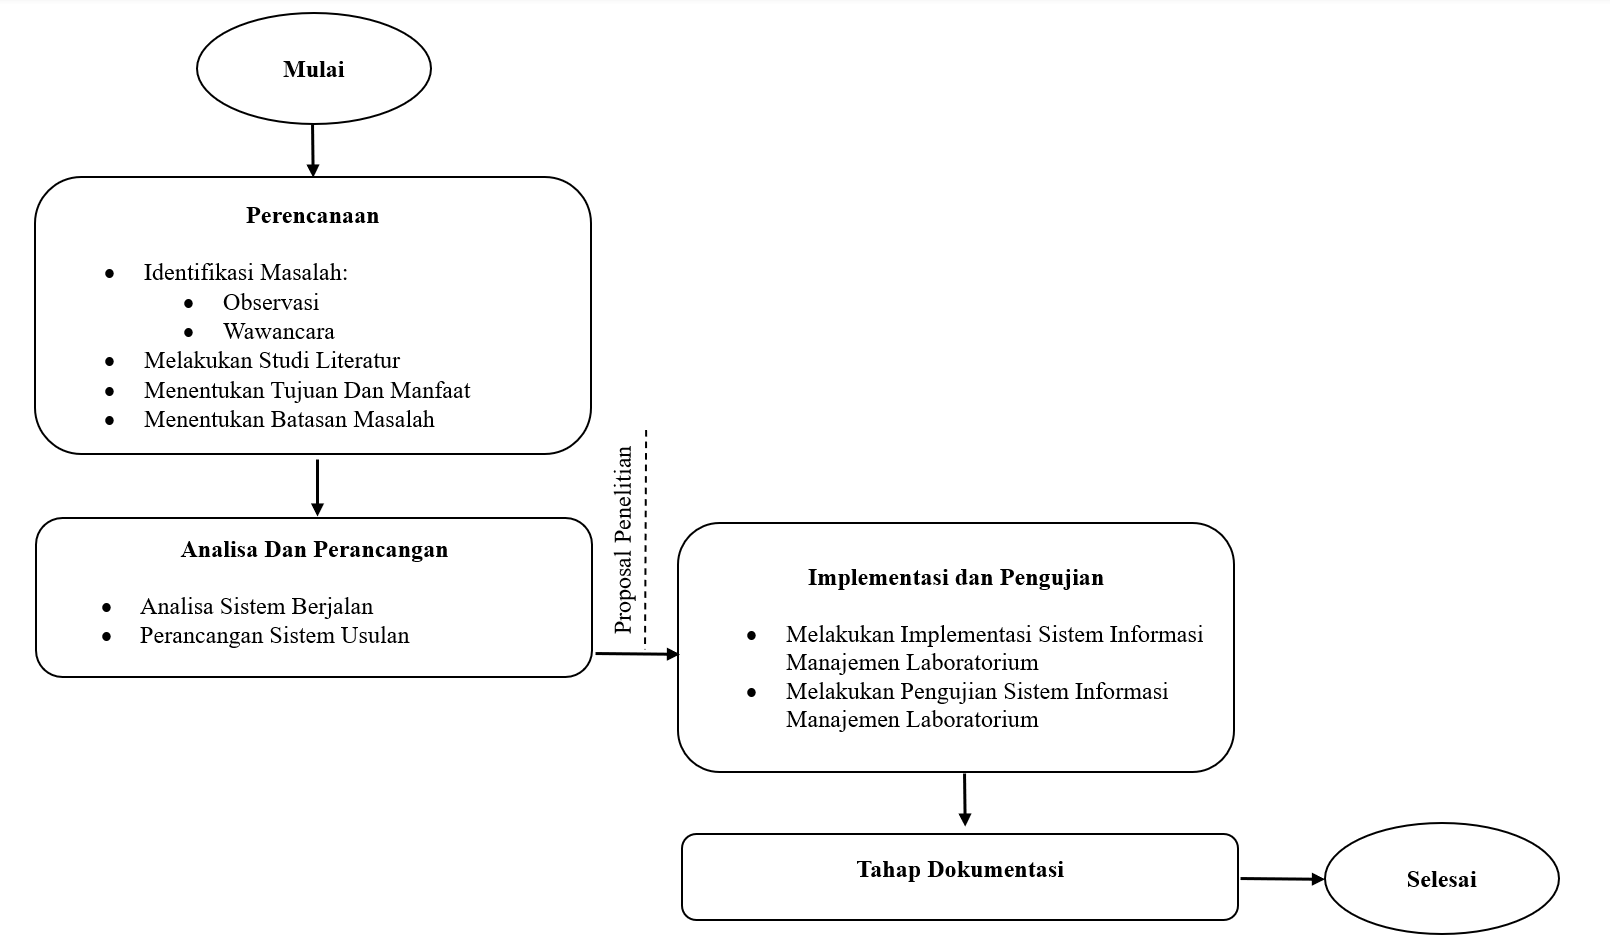 Mulai
Perencanaan
• Identifikasi Masalah:
• Observasi
• Wawancara
• Melakukan Studi Literatur
• Menentukan Tujuan Dan Manfaat
• Menentukan Batasan Masalah
Analisa Dan Perancangan
• Analisa Sistem Berjalan
• Perancangan Sistem Usulan
Proposal Penelitian
Implementasi dan Pengujian
• Melakukan Implementasi Sistem Informasi
Manajemen Laboratorium
• Melakukan Pengujian Sistem Informasi
Manajemen Laboratorium
Tahap Dokumentasi
Selesai